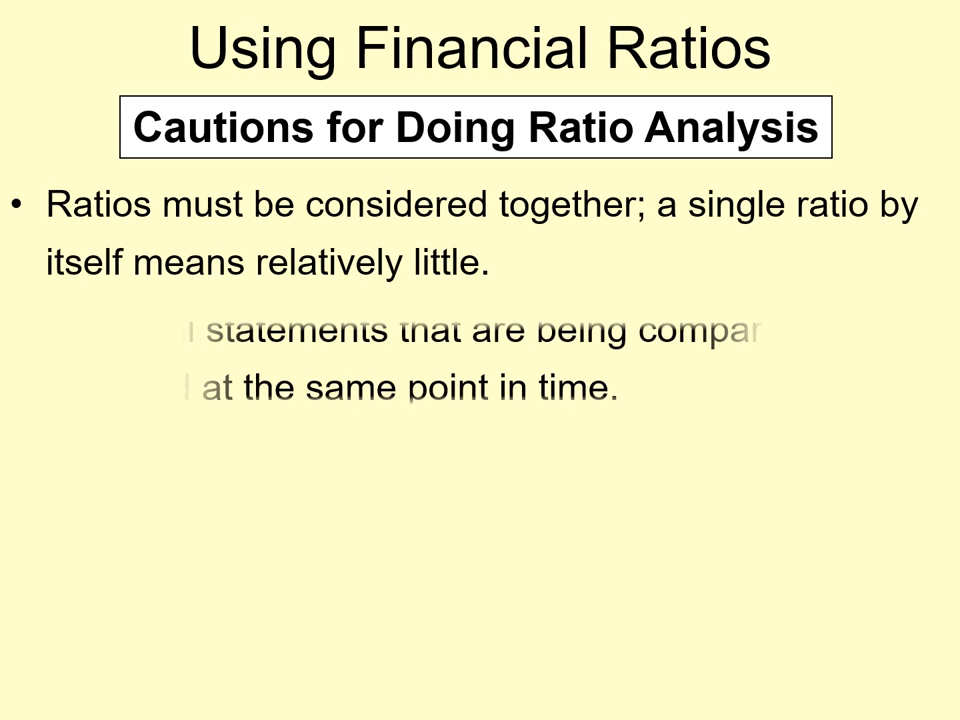 Using Financial Ratios
Cautions for Doing Ratio Analysis
• Ratios must be considered together; a single ratio by
itself means relatively little.
statements that are being
at the same point in time.